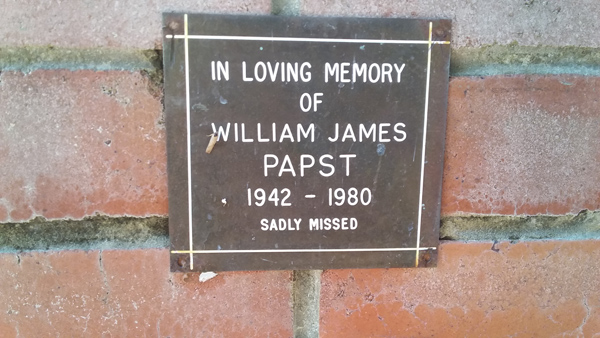 IN LOVING MEMORY
OF
WILLIAM JAMES
PAPST
1942 - 1980
SADLY MISSED